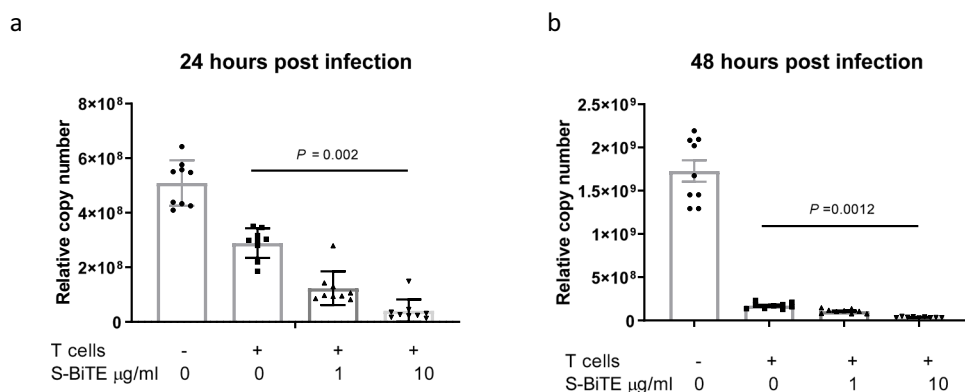 a
24 hours post infection
Relative copy number
8×10⁸
6×10⁸
4×10⁸
2×10⁸
0
P = 0.002
T cells - + + +
S-BiTE μg/ml 0 0 1 10
b
48 hours post infection
Relative copy number
2.5×10⁹
2×10⁹
1.5×10⁹
1×10⁹
5×10⁸
0
P =0.0012
T cells - + + +
S-BiTE μg/ml 0 0 1 10